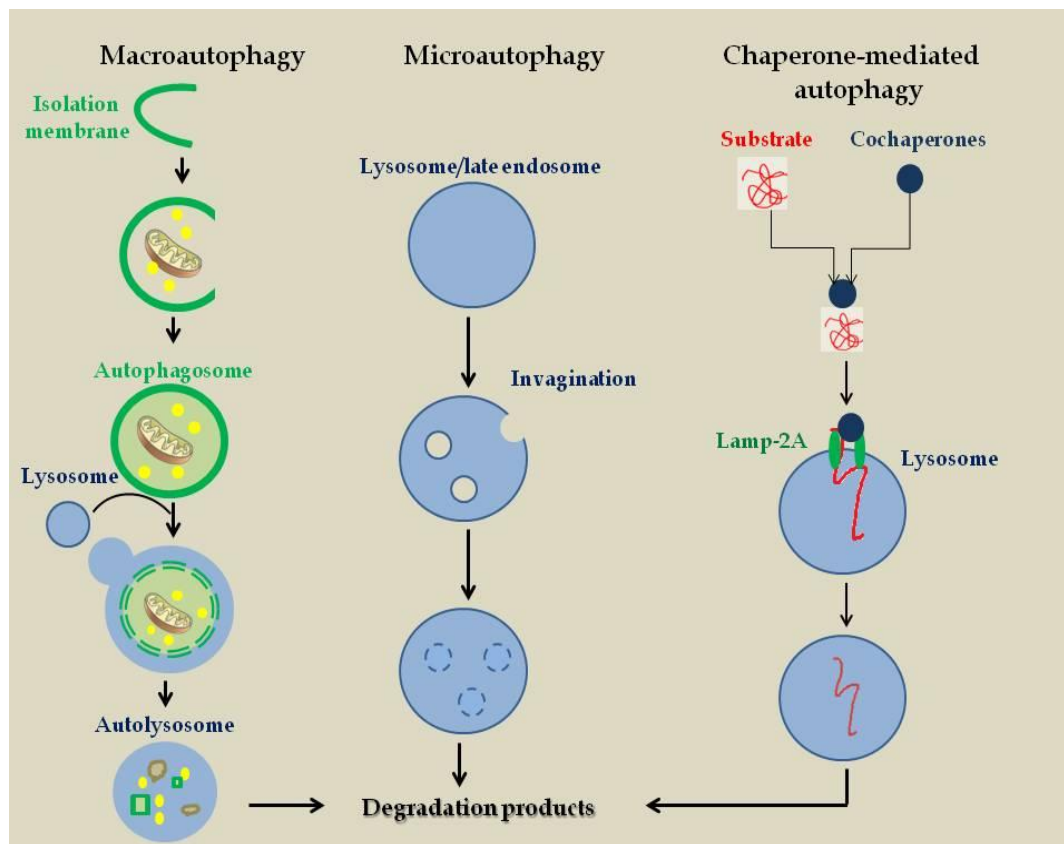 Macroautophagy
Isolation
membrane
Autophagosome
Lysosome
Autolysosome
Microautophagy
Lysosome/late endosome
Invagination
Chaperone-mediated
autophagy
Substrate
Cochaperones
Lamp-2A
Lysosome
Degradation products